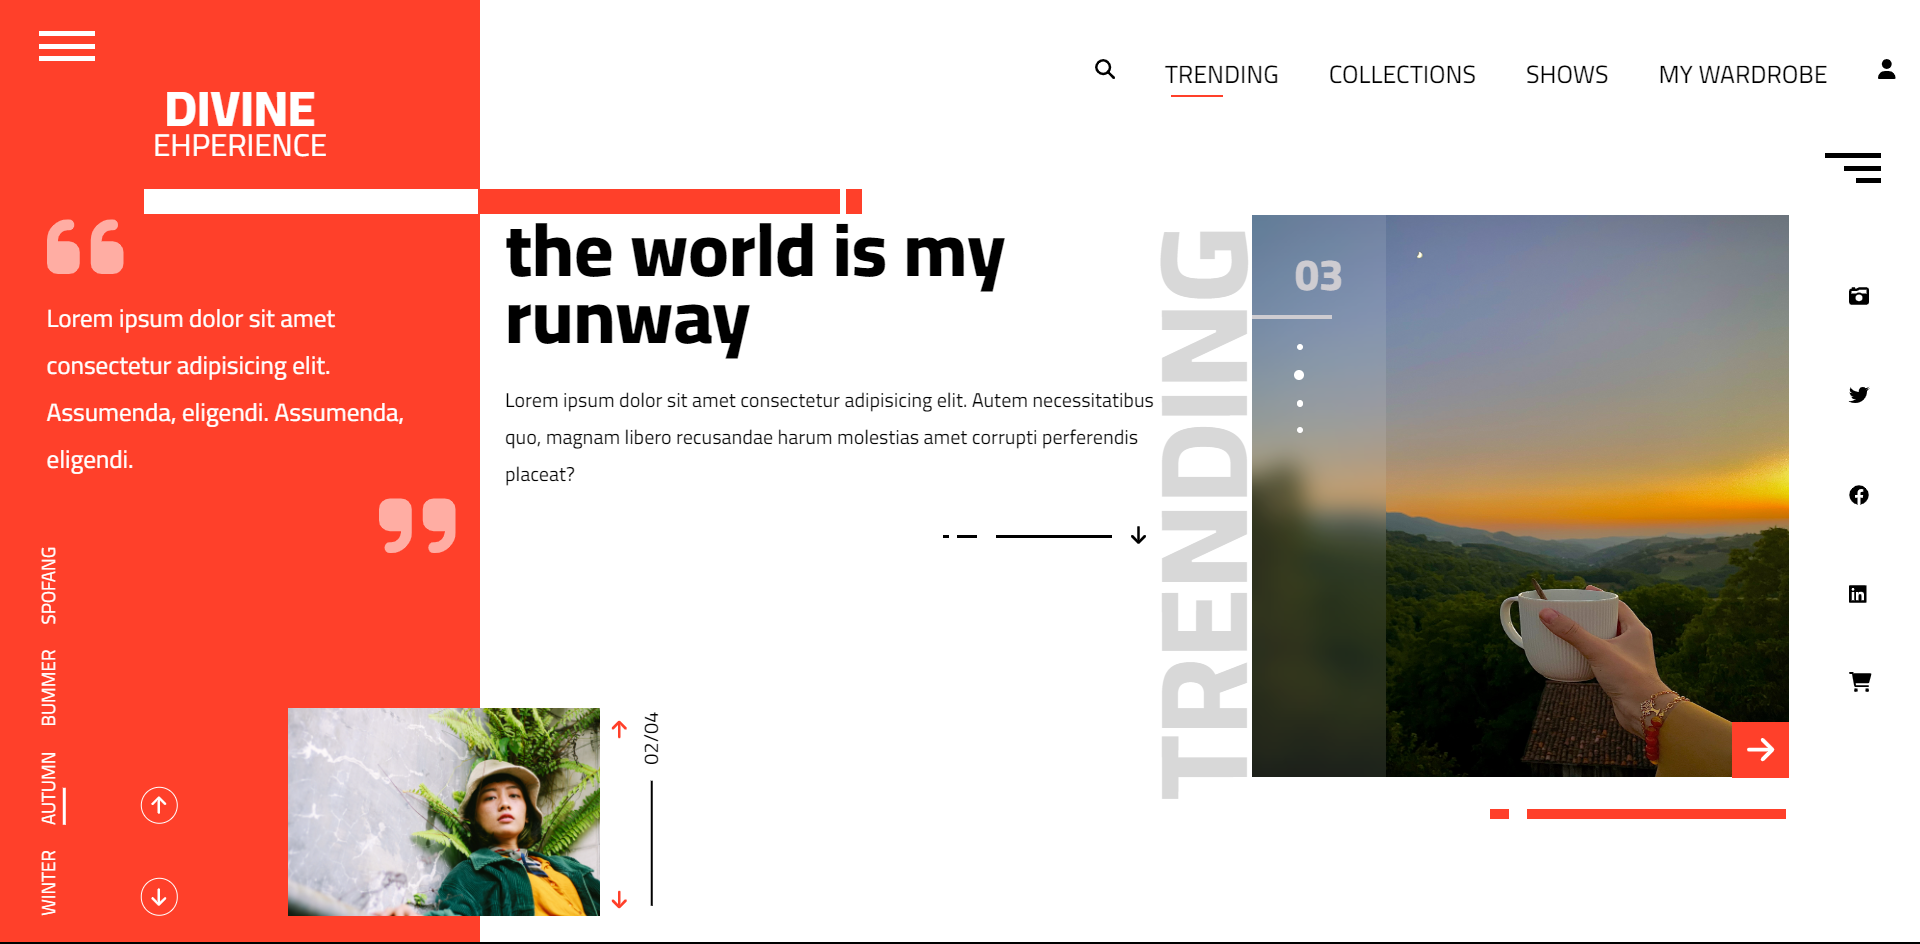 DIVINE
EHPERIENCE
TRENDING
COLLECTIONS
SHOWS
MY WARDROBE
Lorem ipsum dolor sit amet
consectetur adipisicing elit.
Assumenda, eligendi. Assumenda,
eligendi.
SPOFANG
BUMMER
AUTUMN
WINTER
the world is my
runway
Lorem ipsum dolor sit amet consectetur adipisicing elit. Autem necessitatibus
quo, magnam libero recusandae harum molestias amet corrupti perferendis
placeat?
02/04
TRENDING
03